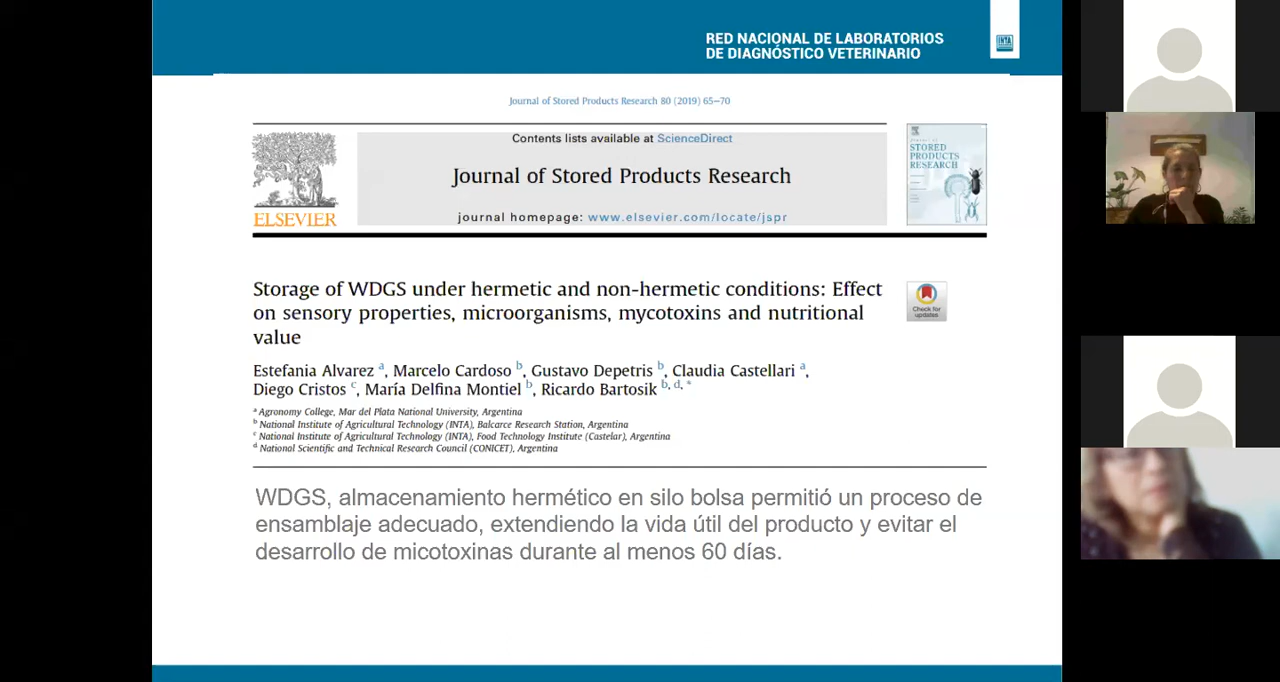 RED NACIONAL DE LABORATORIOS
DE DIAGNÓSTICO VETERINARIO
INTA
Journal of Stored Products Research 80 (2019) 65–70
Contents lists available at ScienceDirect
Journal of Stored Products Research
journal homepage: www.elsevier.com/locate/jspr
ELSEVIER
STORED
PRODUCTS
RESEARCH
Storage of WDGS under hermetic and non-hermetic conditions: Effect
on sensory properties, microorganisms, mycotoxins and nutritional
value
Check for
updates
Estefania Alvarez a, Marcelo Cardoso b, Gustavo Depetris b, Claudia Castellari a,
Diego Cristos c, María Delfina Montiel b, Ricardo Bartosik b, d, *
a Agronomy College, Mar del Plata National University, Argentina
b National Institute of Agricultural Technology (INTA), Balcarce Research Station, Argentina
c National Institute of Agricultural Technology (INTA), Food Technology Institute (Castelar), Argentina
d National Scientific and Technical Research Council (CONICET), Argentina
WDGS, almacenamiento hermético en silo bolsa permitió un proceso de
ensamblaje adecuado, extendiendo la vida útil del producto y evitar el
desarrollo de micotoxinas durante al menos 60 días.